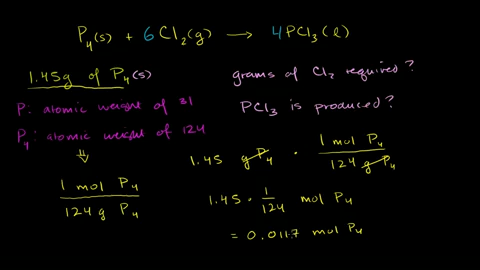 P₄(s) + 6Cl₂(g) → 4PCl₃(l)
1.45g of P₄(s)
grams of Cl₂ required?
P: atomic weight of 31
PCl₃ is produced?
P₄: atomic weight of 124
⇓
1.45 g P₄ · 1 mol P₄ / 124 g P₄
1 mol P₄ / 124 g P₄
1.45 · 1/124 mol P₄
= 0.0117 mol P₄